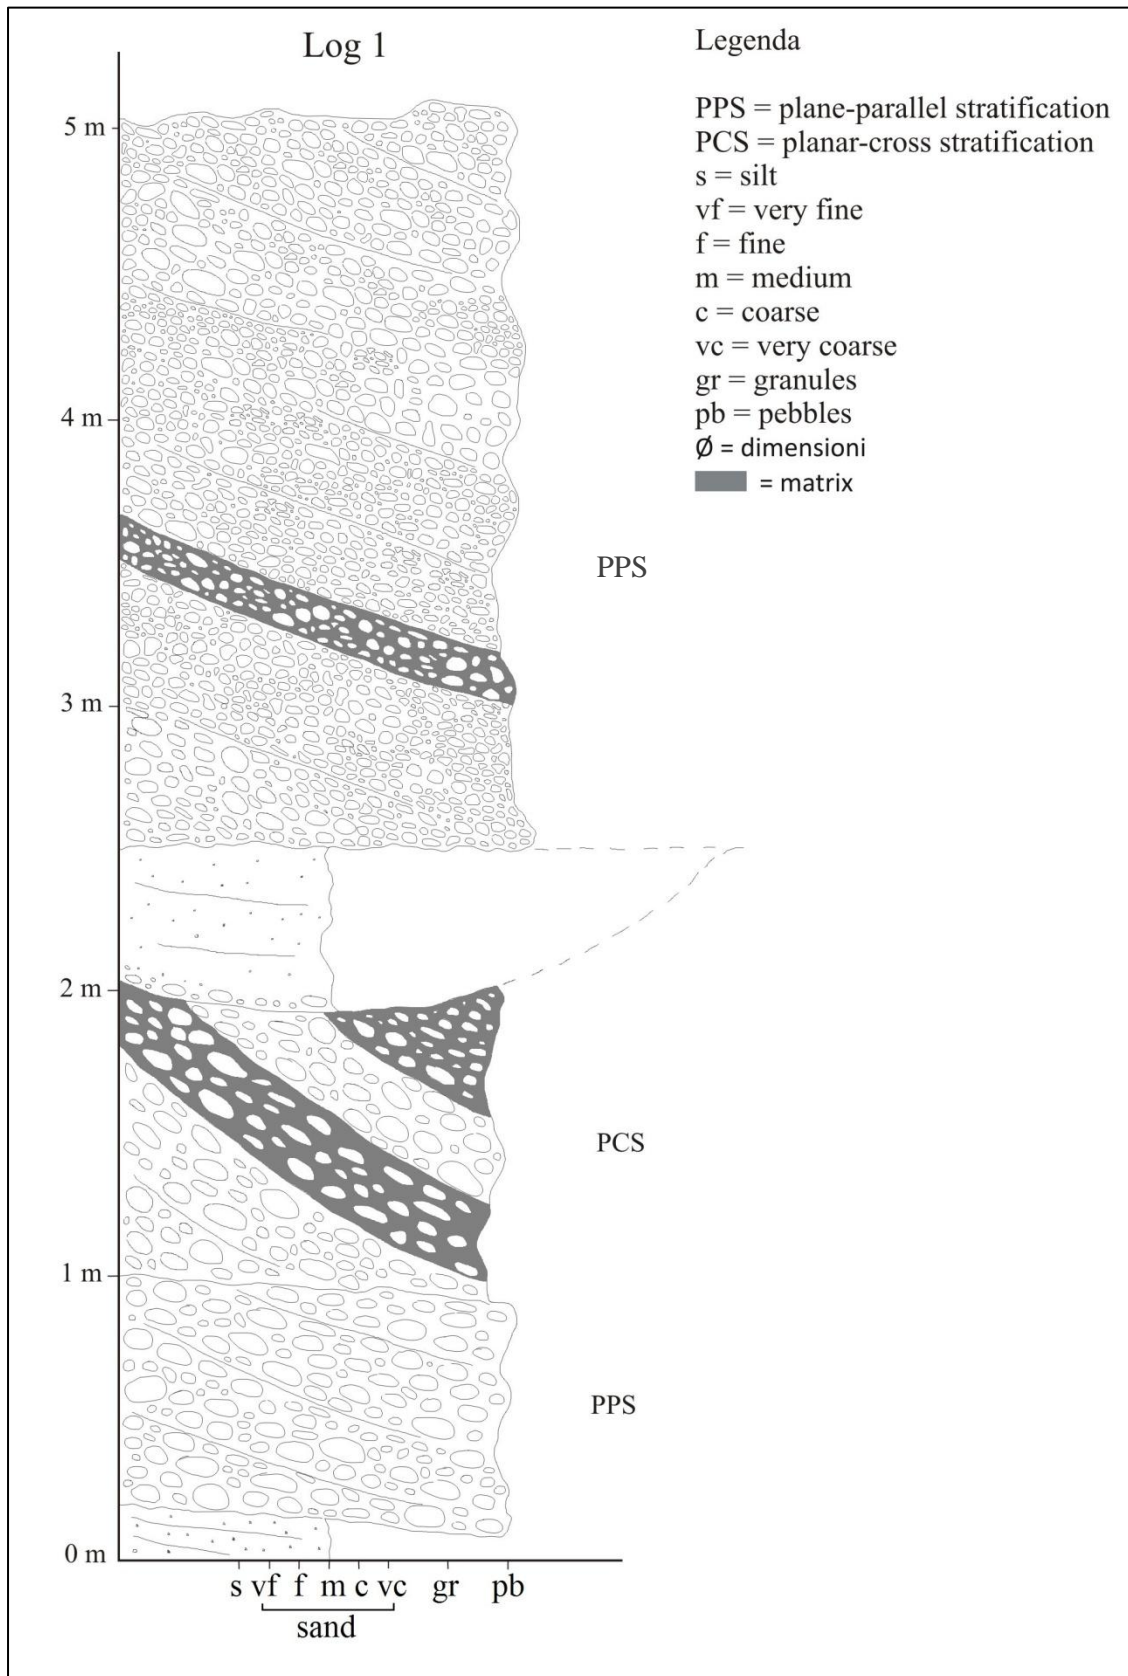 Log 1
Legenda
PPS = plane-parallel stratification
PCS = planar-cross stratification
s = silt
vf = very fine
f = fine
m = medium
c = coarse
vc = very coarse
gr = granules
pb = pebbles
Ø = dimensioni
= matrix
5 m
4 m
PPS
3 m
2 m
PCS
1 m
PPS
0 m
s vf f m c vc gr pb
sand